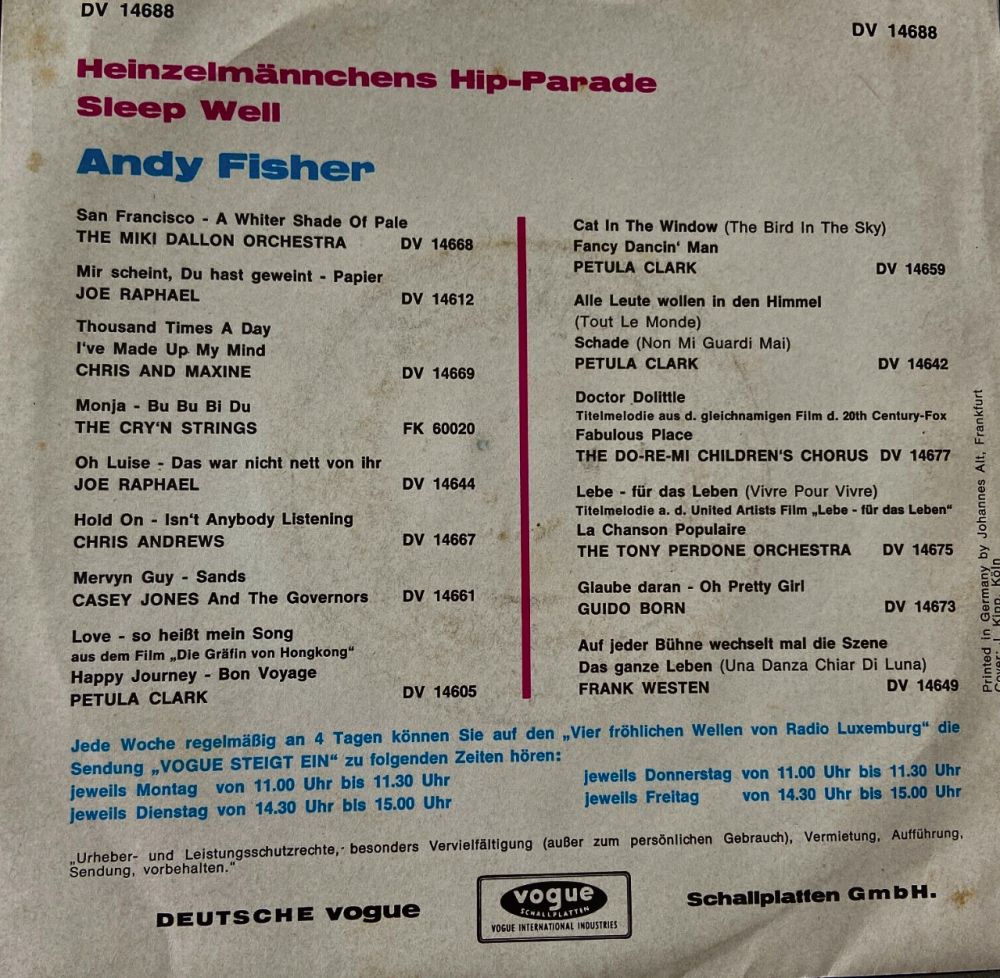 DV 14688
DV 14688
Heinzelmännchens Hip-Parade
Sleep Well
Andy Fisher
San Francisco - A Whiter Shade Of Pale
THE MIKI DALLON ORCHESTRA DV 14668
Mir scheint, Du hast geweint - Papier
JOE RAPHAEL DV 14612
Thousand Times A Day
I've Made Up My Mind
CHRIS AND MAXINE DV 14669
Monja - Bu Bu Bi Du
THE CRY'N STRINGS FK 60020
Oh Luise - Das war nicht nett von ihr
JOE RAPHAEL DV 14644
Hold On - Isn't Anybody Listening
CHRIS ANDREWS DV 14667
Mervyn Guy - Sands
CASEY JONES And The Governors DV 14661
Love - so heißt mein Song
aus dem Film „Die Gräfin von Hongkong“
Happy Journey - Bon Voyage
PETULA CLARK DV 14605
Cat In The Window (The Bird In The Sky)
Fancy Dancin' Man
PETULA CLARK DV 14659
Alle Leute wollen in den Himmel
(Tout Le Monde)
Schade (Non Mi Guardi Mai)
PETULA CLARK DV 14642
Doctor Dolittle
Titelmelodie aus d. gleichnamigen Film d. 20th Century-Fox
Fabulous Place
THE DO-RE-MI CHILDREN'S CHORUS DV 14677
Lebe - für das Leben (Vivre Pour Vivre)
Titelmelodie a. d. United Artists Film „Lebe - für das Leben“
La Chanson Populaire
THE TONY PERDONE ORCHESTRA DV 14675
Glaube daran - Oh Pretty Girl
GUIDO BORN DV 14673
Auf jeder Bühne wechselt mal die Szene
Das ganze Leben (Una Danza Chiar Di Luna)
FRANK WESTEN DV 14649
Printed in Germany by Johannes Alt, Frankfurt
Köln
Jede Woche regelmäßig an 4 Tagen können Sie auf den „Vier fröhlichen Wellen von Radio Luxemburg“ die
Sendung „VOGUE STEIGT EIN“ zu folgenden Zeiten hören:
jeweils Montag von 11.00 Uhr bis 11.30 Uhr
jeweils Dienstag von 14.30 Uhr bis 15.00 Uhr
jeweils Donnerstag von 11.00 Uhr bis 11.30 Uhr
jeweils Freitag von 14.30 Uhr bis 15.00 Uhr
„Urheber- und Leistungsschutzrechte, besonders Vervielfältigung (außer zum persönlichen Gebrauch), Vermietung, Aufführung,
Sendung, vorbehalten.“
DEUTSCHE vogue
vogue
SCHALLPLATTEN
VOGUE INTERNATIONAL INDUSTRIES
Schallplatten GmbH.